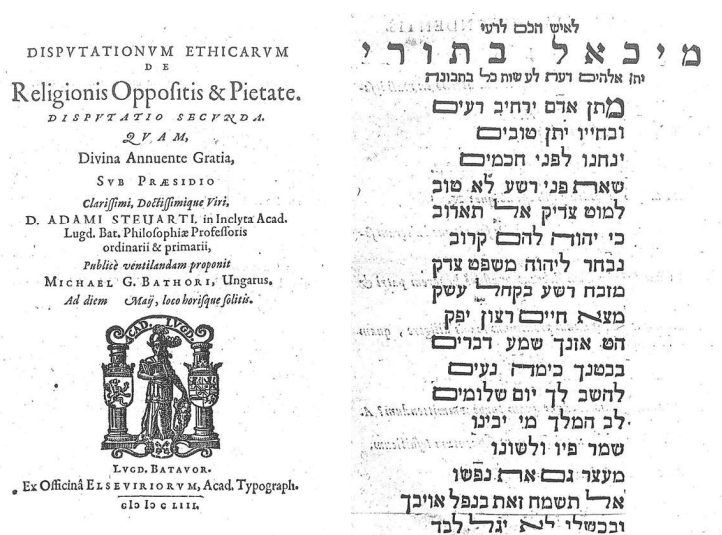 DISPVTATIONVM ETHICARVM
DE
Religionis Oppoſitis & Pietate.
DISPVTATIO SECVNDA.
QVAM,
Divina Annuente Gratia,
SVB PRÆSIDIO
Clariſſimi, Doctiſſimique Viri,
D. ADAMI STEUARTI, in Inclyta Acad.
Lugd. Bat. Philoſophiæ Profeſſoris
ordinarii & primarii,
Publicè ventilandam proponit
MICHAEL G. BATHORI, Ungarus.
Ad diem Maij, loco horiſque ſolitis.
ACAD. LVGD.
LVGD. BATAVOR.
Ex Officinâ ELSEVIRIORVM, Acad. Typograph.
cIↃ IↃ C LIII.
לאיש חכם לרעי
מיכאל בתורי
יתן אלהים דעת לעשות כל בתבונה
מתן אדם ירחיב רעים
ובחייו יתן טובים
ינחנו לפני חכמים
שאת פני רשע לא טוב
למוט צדיק אל תארוב
כי יהוה להם קרוב
נבחר ליהוה משפט צדק
מזבח רשע בקהל עשק
מצא חיים רצון יפק
הט אזנך שמע דברים
בבטנך כימה נעים
להשב לך יום שלומים
לב המלך מי יבינו
שמר פיו ולשונו
מעצר גם את נפשו
אל תשמח זאת בנפל אויבך
ובכשלו לא יגל לבד